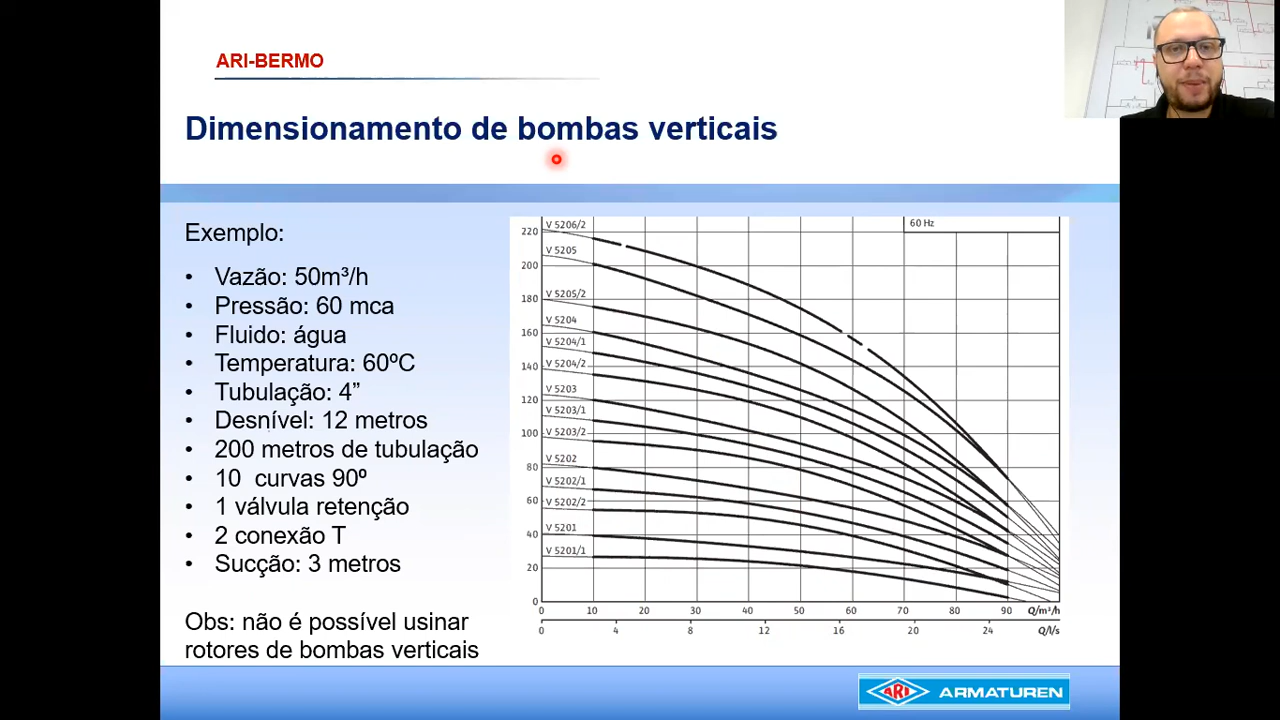 ARI-BERMO
Dimensionamento de bombas verticais
Exemplo:
• Vazão: 50m³/h
• Pressão: 60 mca
• Fluido: água
• Temperatura: 60ºC
• Tubulação: 4”
• Desnível: 12 metros
• 200 metros de tubulação
• 10 curvas 90º
• 1 válvula retenção
• 2 conexão T
• Sucção: 3 metros
Obs: não é possível usinar
rotores de bombas verticais
60 Hz
V 5206/2
220
V 5205
200
V 5205/2
180
V 5204
160
V 5204/1
V 5204/2
140
V 5203
120
V 5203/1
100
V 5203/2
V 5202
80
V 5202/1
60
V 5202/2
V 5201
40
V 5201/1
20
0
0 10 20 30 40 50 60 70 80 90 Q/m³/h
0 4 8 12 16 20 24 Q/l/s
ARI ARMATUREN